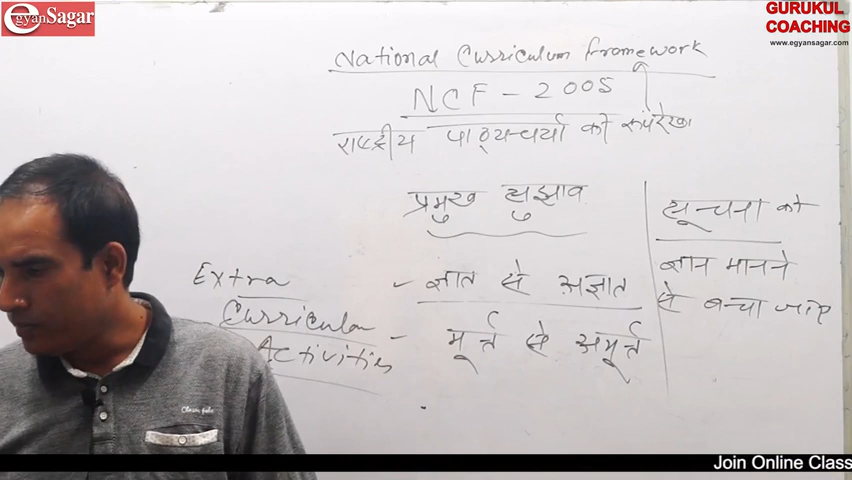 egyanSagar
GURUKUL
COACHING
www.egyansagar.com
National Curriculum Framework
NCF - 2005
राष्ट्रीय पाठ्यचर्या की रूपरेखा
प्रमुख सुझाव
- ज्ञात से अज्ञात
- मूर्त्त से अमूर्त्त
Extra
Curricular
Activities
सूचना को
ज्ञान मानने
से बचा जाए
Join Online Class